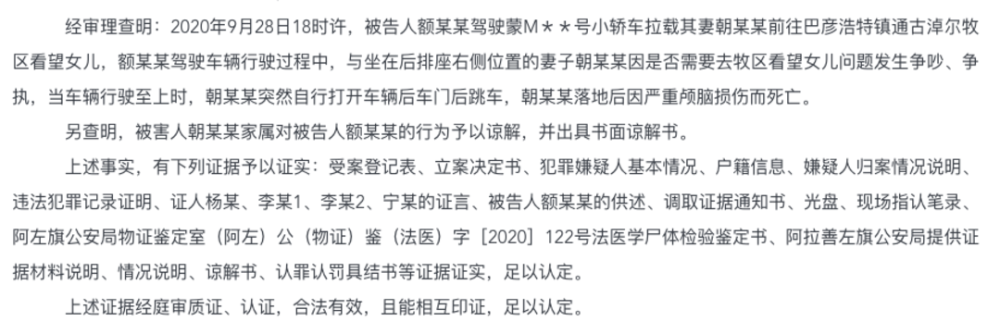 经审理查明：2020年9月28日18时许，被告人额某某驾驶蒙M＊＊号小轿车拉载其妻朝某某前往巴彦浩特镇通古淖尔牧
区看望女儿，额某某驾驶车辆行驶过程中，与坐在后排座右侧位置的妻子朝某某因是否需要去牧区看望女儿问题发生争吵、争
执，当车辆行驶至上时，朝某某突然自行打开车辆后车门后跳车，朝某某落地后因严重颅脑损伤而死亡。
另查明，被害人朝某某家属对被告人额某某的行为予以谅解，并出具书面谅解书。
上述事实，有下列证据予以证实：受案登记表、立案决定书、犯罪嫌疑人基本情况、户籍信息、嫌疑人归案情况说明、
违法犯罪记录证明、证人杨某、李某1、李某2、宁某的证言、被告人额某某的供述、调取证据通知书、光盘、现场指认笔录、
阿左旗公安局物证鉴定室（阿左）公（物证）鉴（法医）字［2020］122号法医学尸体检验鉴定书、阿拉善左旗公安局提供证
据材料说明、情况说明、谅解书、认罪认罚具结书等证据证实，足以认定。
上述证据经庭审质证、认证，合法有效，且能相互印证，足以认定。